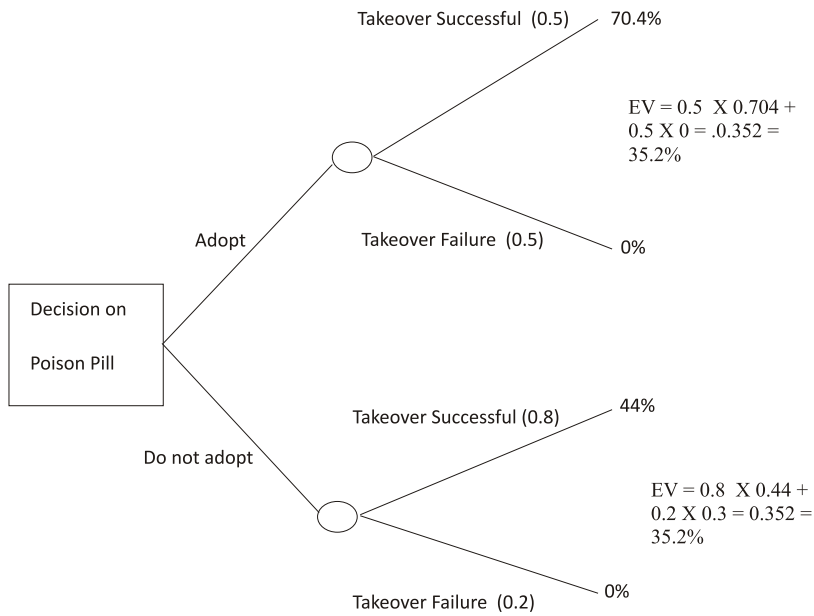 Takeover Successful (0.5)
70.4%
EV = 0.5 X 0.704 +
0.5 X 0 = .0.352 =
35.2%
Adopt
Takeover Failure (0.5)
0%
Decision on
Poison Pill
Takeover Successful (0.8)
44%
Do not adopt
EV = 0.8 X 0.44 +
0.2 X 0.3 = 0.352 =
35.2%
0%
Takeover Failure (0.2)